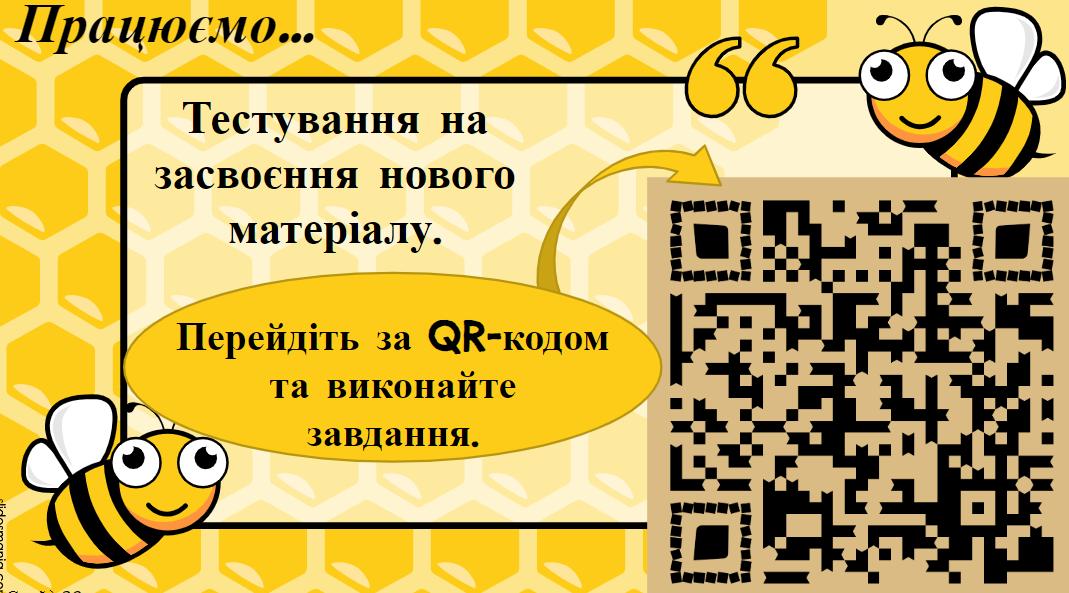 Працюємо...
Тестування на
засвоєння нового
матеріалу.
Перейдіть за QR-кодом
та виконайте
завдання.